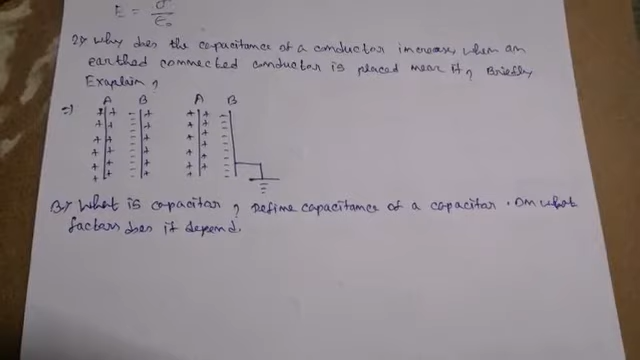 E = σ / ε₀
2) Why does the capacitance of a conductor increase, when an
earthed connected conductor is placed near it, Briefly
Exaplain,
=) A B A B
+ + - + + + -
+ + - + + + -
+ + - + + + -
+ + - + + + -
+ + - + + + -
+ + - + + + -
3) What is capacitor, Define capacitance of a capacitor. On what
factors does it depend.